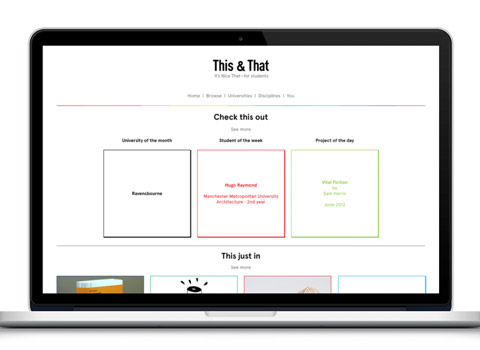 This & That
It's Nice That – for students
Home | Browse | Universities | Disciplines | You
Check this out
See more
University of the month
Student of the week
Project of the day
Ravensbourne
Hugo Raymond
Manchester Metropolitan University
Architecture - 2nd year
by
Sam Harris
June 2012
This just in
See more